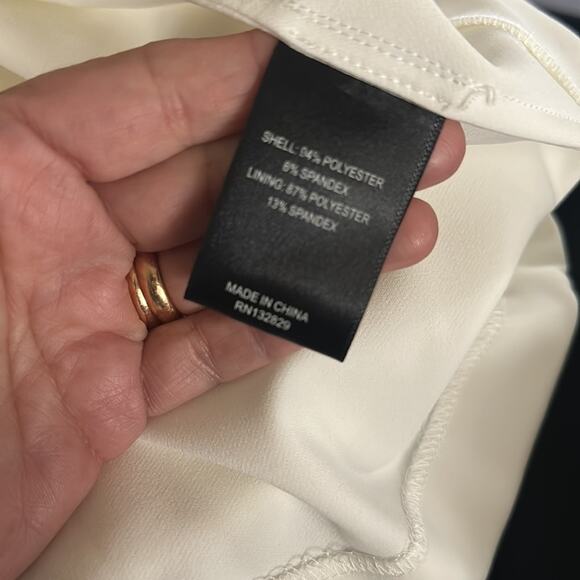 SHELL: 94% POLYESTER
6% SPANDEX
LINING: 87% POLYESTER
13% SPANDEX
MADE IN CHINA
RN132829